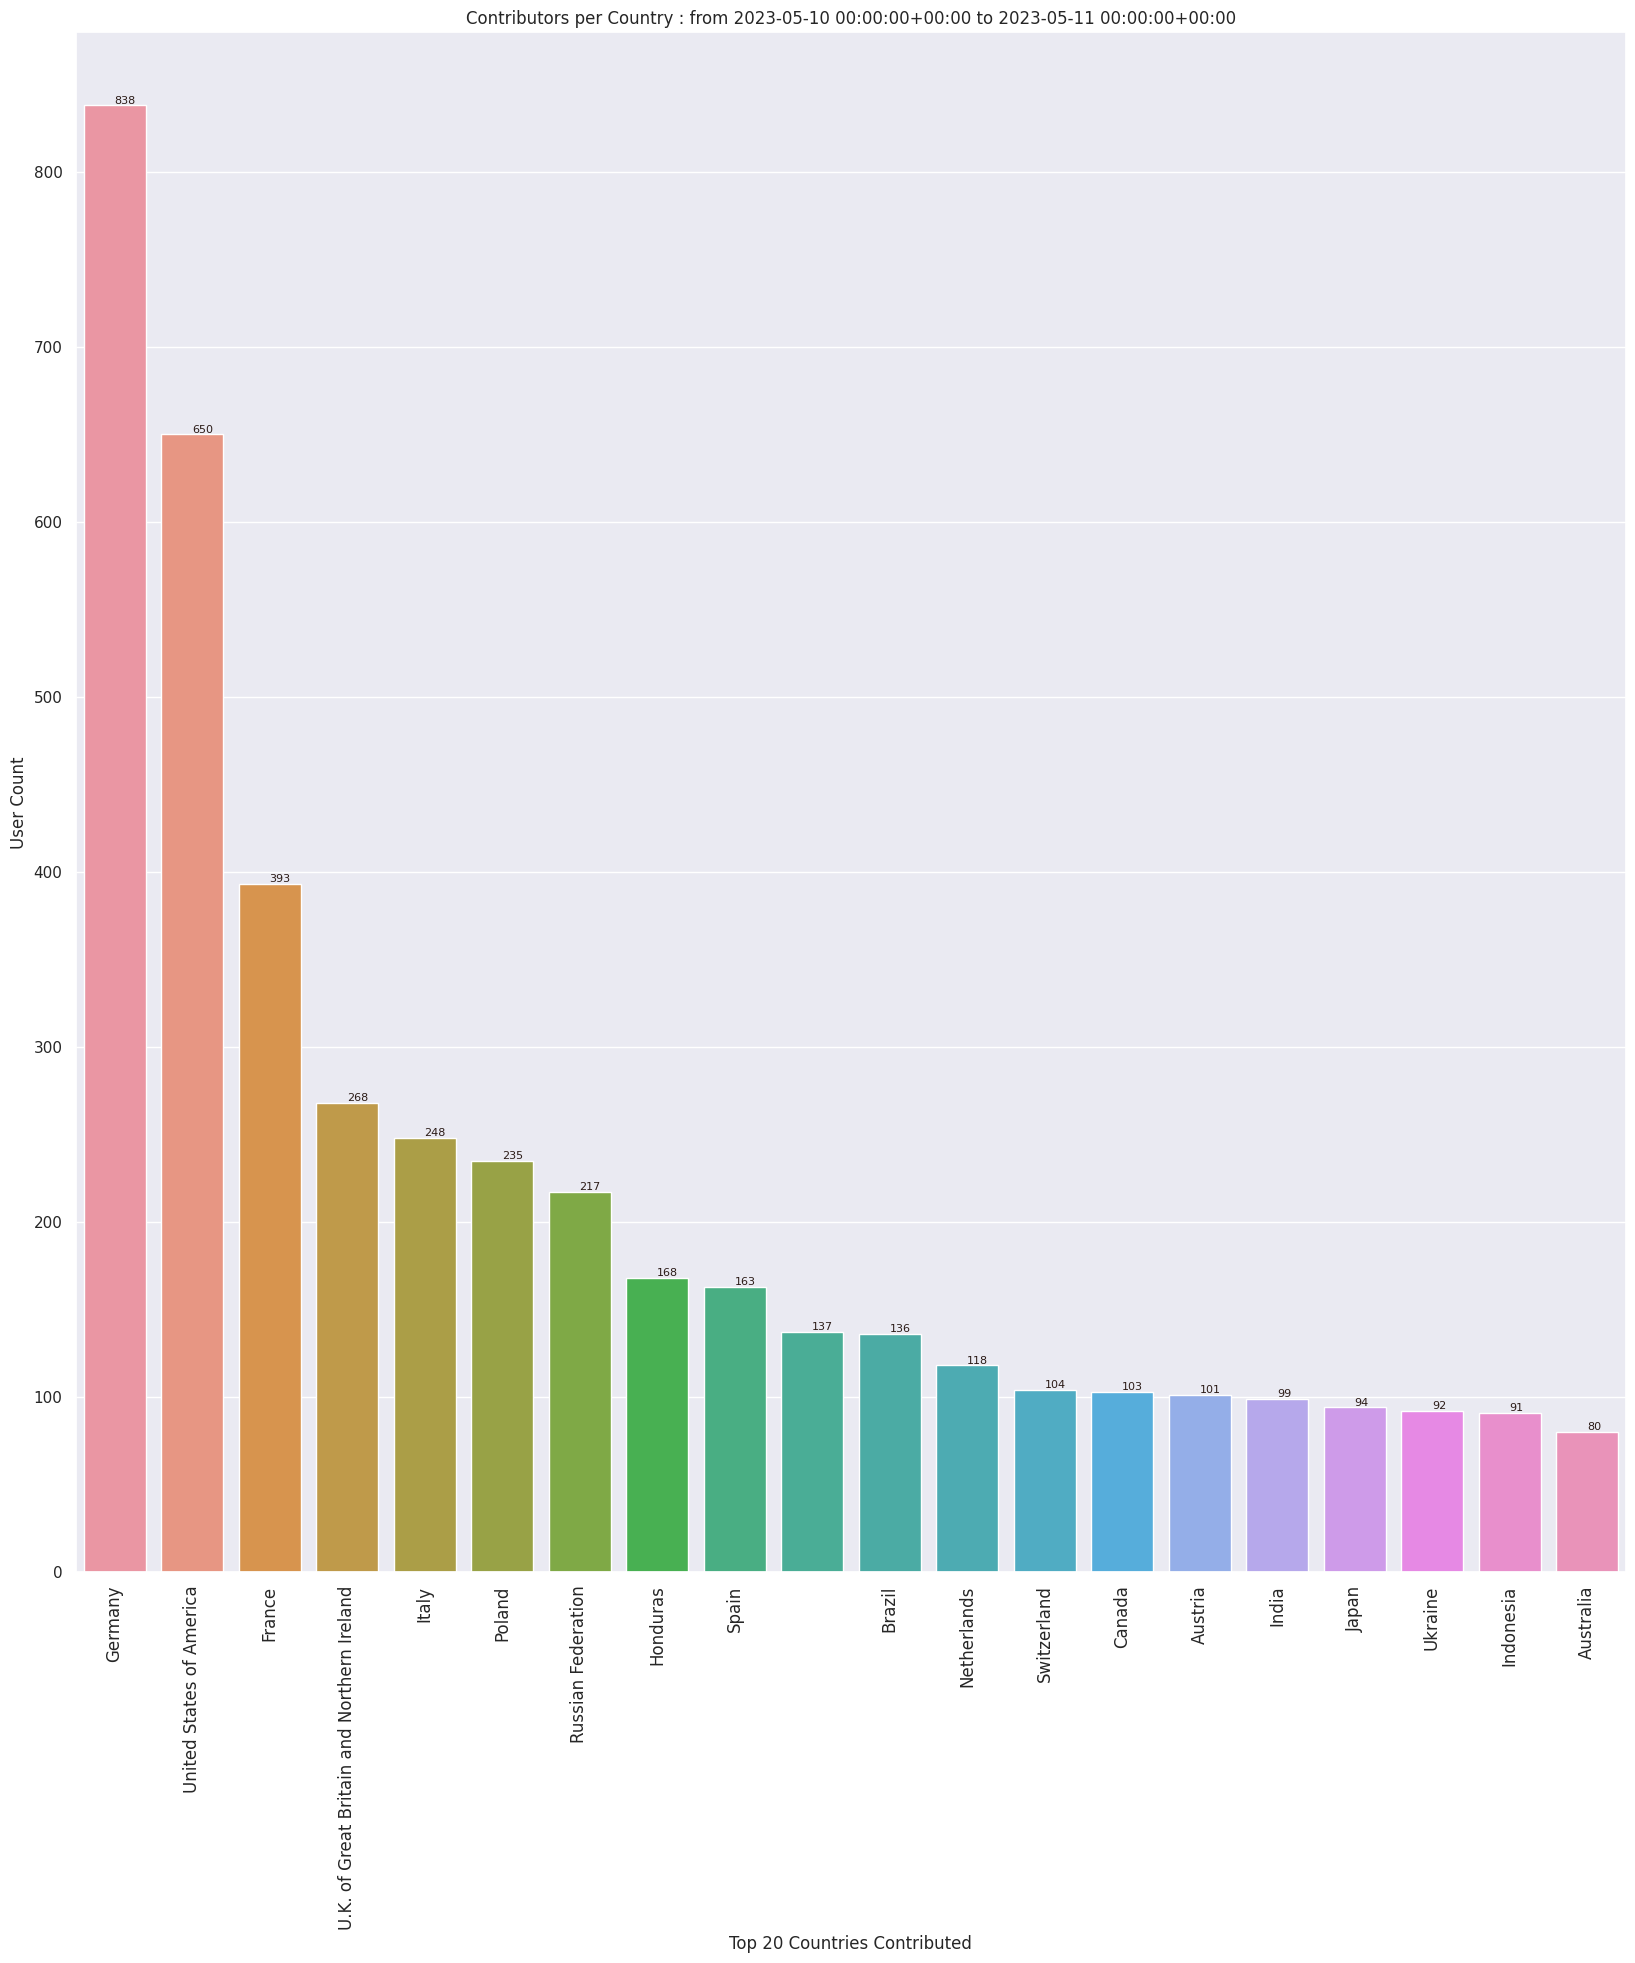 Contributors per Country : from 2023-05-10 00:00:00+00:00 to 2023-05-11 00:00:00+00:00
User Count
800
700
600
500
400
300
200
100
0
838
650
393
268
248
235
217
168
163
137
136
118
104
103
101
99
94
92
91
80
Germany
United States of America
France
U.K. of Great Britain and Northern Ireland
Italy
Poland
Russian Federation
Honduras
Spain
Brazil
Netherlands
Switzerland
Canada
Austria
India
Japan
Ukraine
Indonesia
Australia
Top 20 Countries Contributed